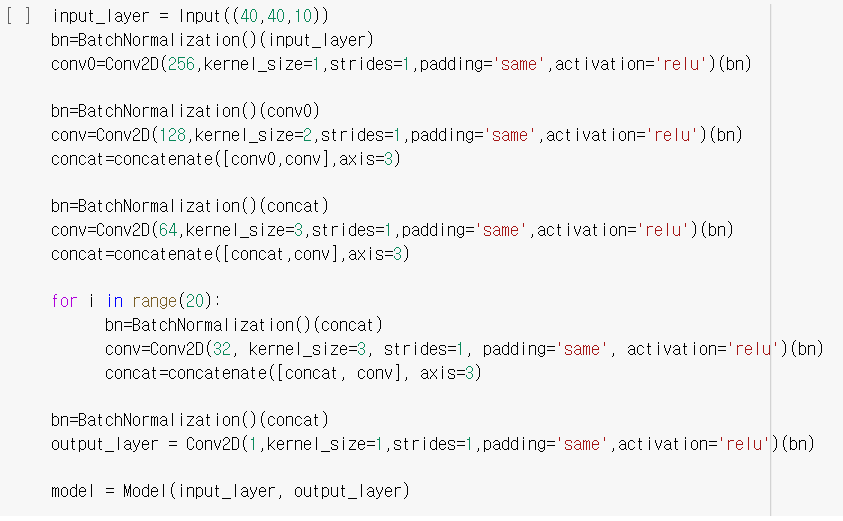 [ ] input_layer = Input((40,40,10))
bn=BatchNormalization()(input_layer)
conv0=Conv2D(256,kernel_size=1,strides=1,padding='same',activation='relu')(bn)
bn=BatchNormalization()(conv0)
conv=Conv2D(128,kernel_size=2,strides=1,padding='same',activation='relu')(bn)
concat=concatenate([conv0,conv],axis=3)
bn=BatchNormalization()(concat)
conv=Conv2D(64,kernel_size=3,strides=1,padding='same',activation='relu')(bn)
concat=concatenate([concat,conv],axis=3)
for i in range(20):
bn=BatchNormalization()(concat)
conv=Conv2D(32, kernel_size=3, strides=1, padding='same', activation='relu')(bn)
concat=concatenate([concat, conv], axis=3)
bn=BatchNormalization()(concat)
output_layer = Conv2D(1,kernel_size=1,strides=1,padding='same',activation='relu')(bn)
model = Model(input_layer, output_layer)